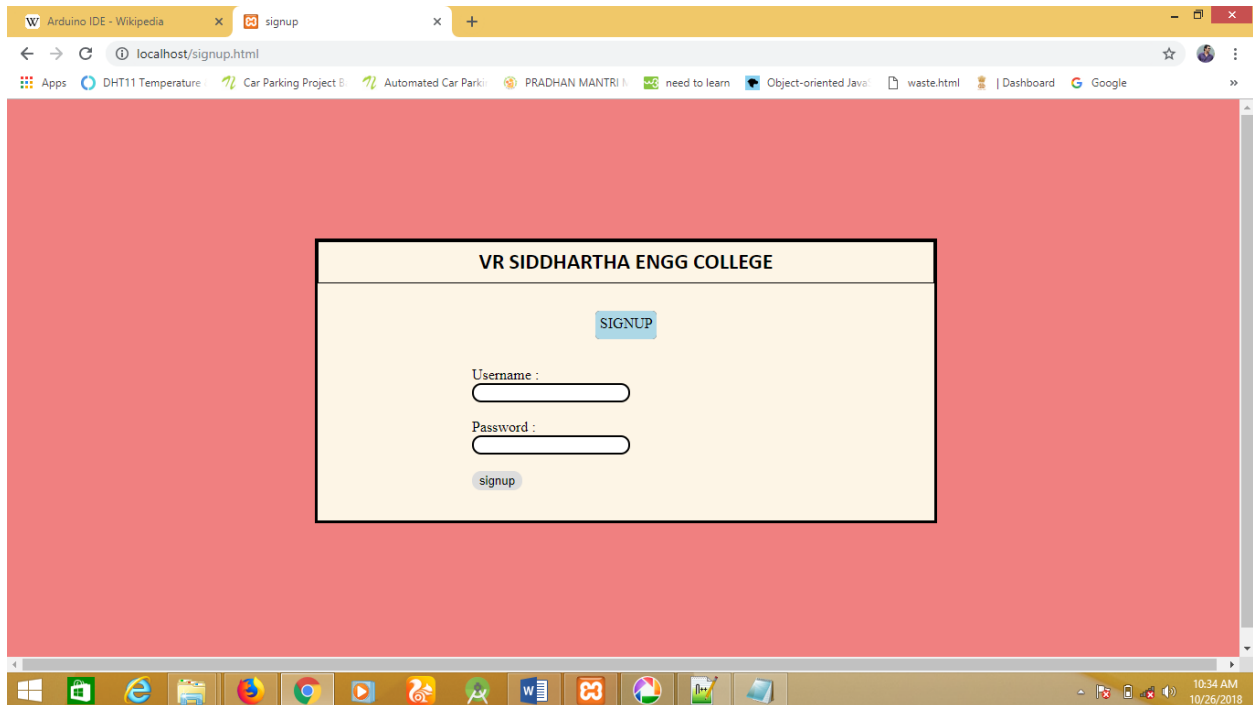 Arduino IDE - Wikipedia signup
localhost/signup.html
Apps DHT11 Temperature Car Parking Project B Automated Car Parki PRADHAN MANTRI need to learn Object-oriented Java waste.html | Dashboard Google »
VR SIDDHARTHA ENGG COLLEGE
SIGNUP
Username :
Password :
signup
10:34 AM
10/26/2018